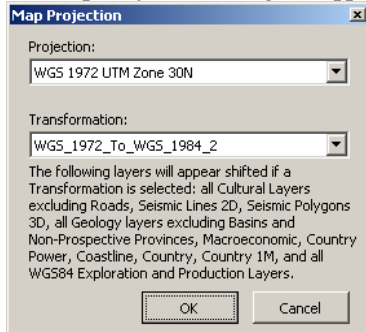 Map Projection
Projection:
WGS 1972 UTM Zone 30N
Transformation:
WGS_1972_To_WGS_1984_2
The following layers will appear shifted if a
Transformation is selected: all Cultural Layers
excluding Roads, Seismic Lines 2D, Seismic Polygons
3D, all Geology layers excluding Basins and
Non-Prospective Provinces, Macroeconomic, Country
Power, Coastline, Country, Country 1M, and all
WGS84 Exploration and Production Layers.
OK Cancel